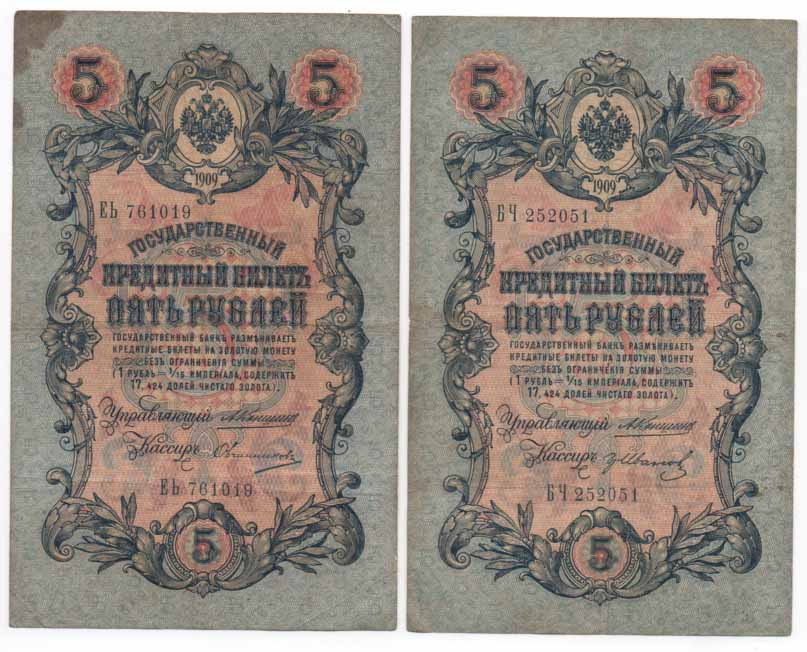 5 5
1909
ЕЬ 761019
ГОСУДАРСТВЕННЫЙ
КРЕДИТНЫЙ БИЛЕТЪ
ПЯТЬ РУБЛЕЙ
ГОСУДАРСТВЕННЫЙ БАНКЪ РАЗМѢНИВАЕТЪ
КРЕДИТНЫЕ БИЛЕТЫ НА ЗОЛОТУЮ МОНЕТУ
БЕЗЪ ОГРАНИЧЕНІЯ СУММЫ
(1 РУБЛЬ = 1/15 ИМПЕРІАЛА, СОДЕРЖИТЪ
17,424 ДОЛЕЙ ЧИСТАГО ЗОЛОТА).
Управляющій
Кассиръ Овчинниковъ
ЕЬ 761019
5
5 5
1909
БЧ 252051
ГОСУДАРСТВЕННЫЙ
КРЕДИТНЫЙ БИЛЕТЪ
ПЯТЬ РУБЛЕЙ
ГОСУДАРСТВЕННЫЙ БАНКЪ РАЗМѢНИВАЕТЪ
КРЕДИТНЫЕ БИЛЕТЫ НА ЗОЛОТУЮ МОНЕТУ
БЕЗЪ ОГРАНИЧЕНІЯ СУММЫ
(1 РУБЛЬ = 1/15 ИМПЕРІАЛА, СОДЕРЖИТЪ
17,424 ДОЛЕЙ ЧИСТАГО ЗОЛОТА).
Управляющій
Кассиръ Гр Ивановъ
БЧ 252051
5